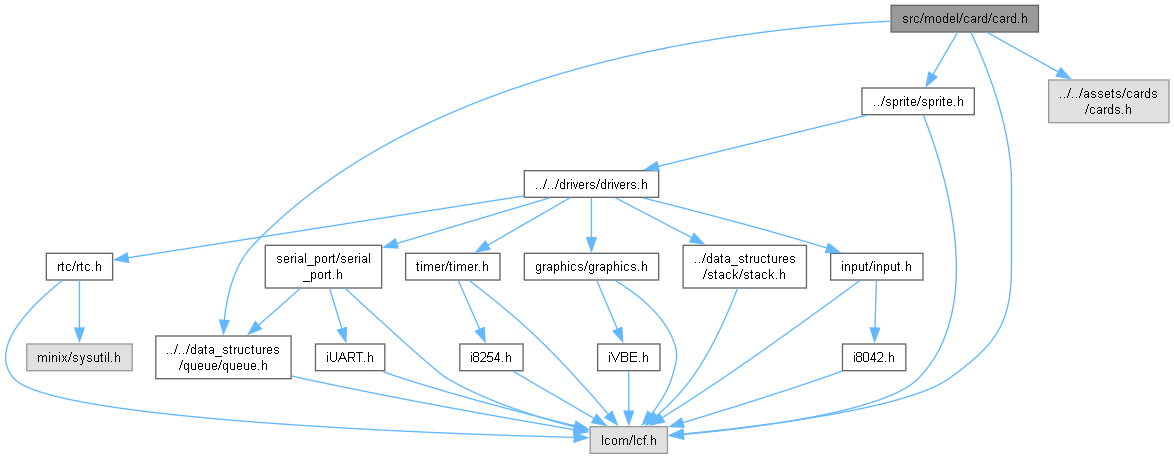 src/model/card/card.h
../sprite/sprite.h
../../assets/cards
/cards.h
../../drivers/drivers.h
rtc/rtc.h
serial_port/serial
_port.h
timer/timer.h
graphics/graphics.h
../data_structures
/stack/stack.h
input/input.h
minix/sysutil.h
../../data_structures
/queue/queue.h
iUART.h
i8254.h
iVBE.h
i8042.h
lcom/lcf.h